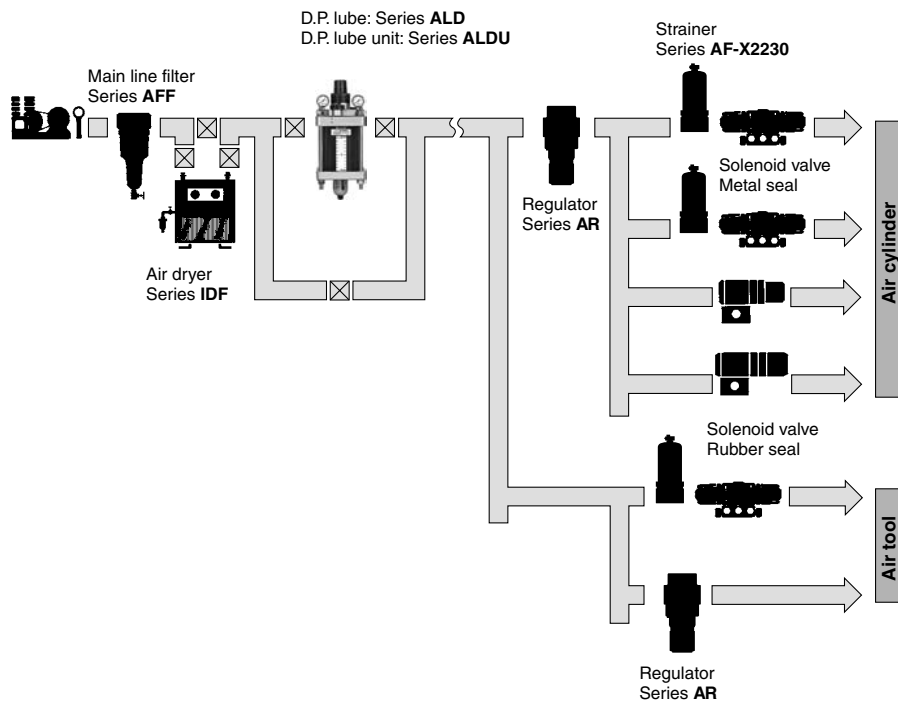 D.P. lube: Series ALD
D.P. lube unit: Series ALDU
Strainer
Series AF-X2230
Main line filter
Series AFF
Solenoid valve
Metal seal
Regulator
Series AR
Air dryer
Series IDF
Air cylinder
Solenoid valve
Rubber seal
Air tool
Regulator
Series AR